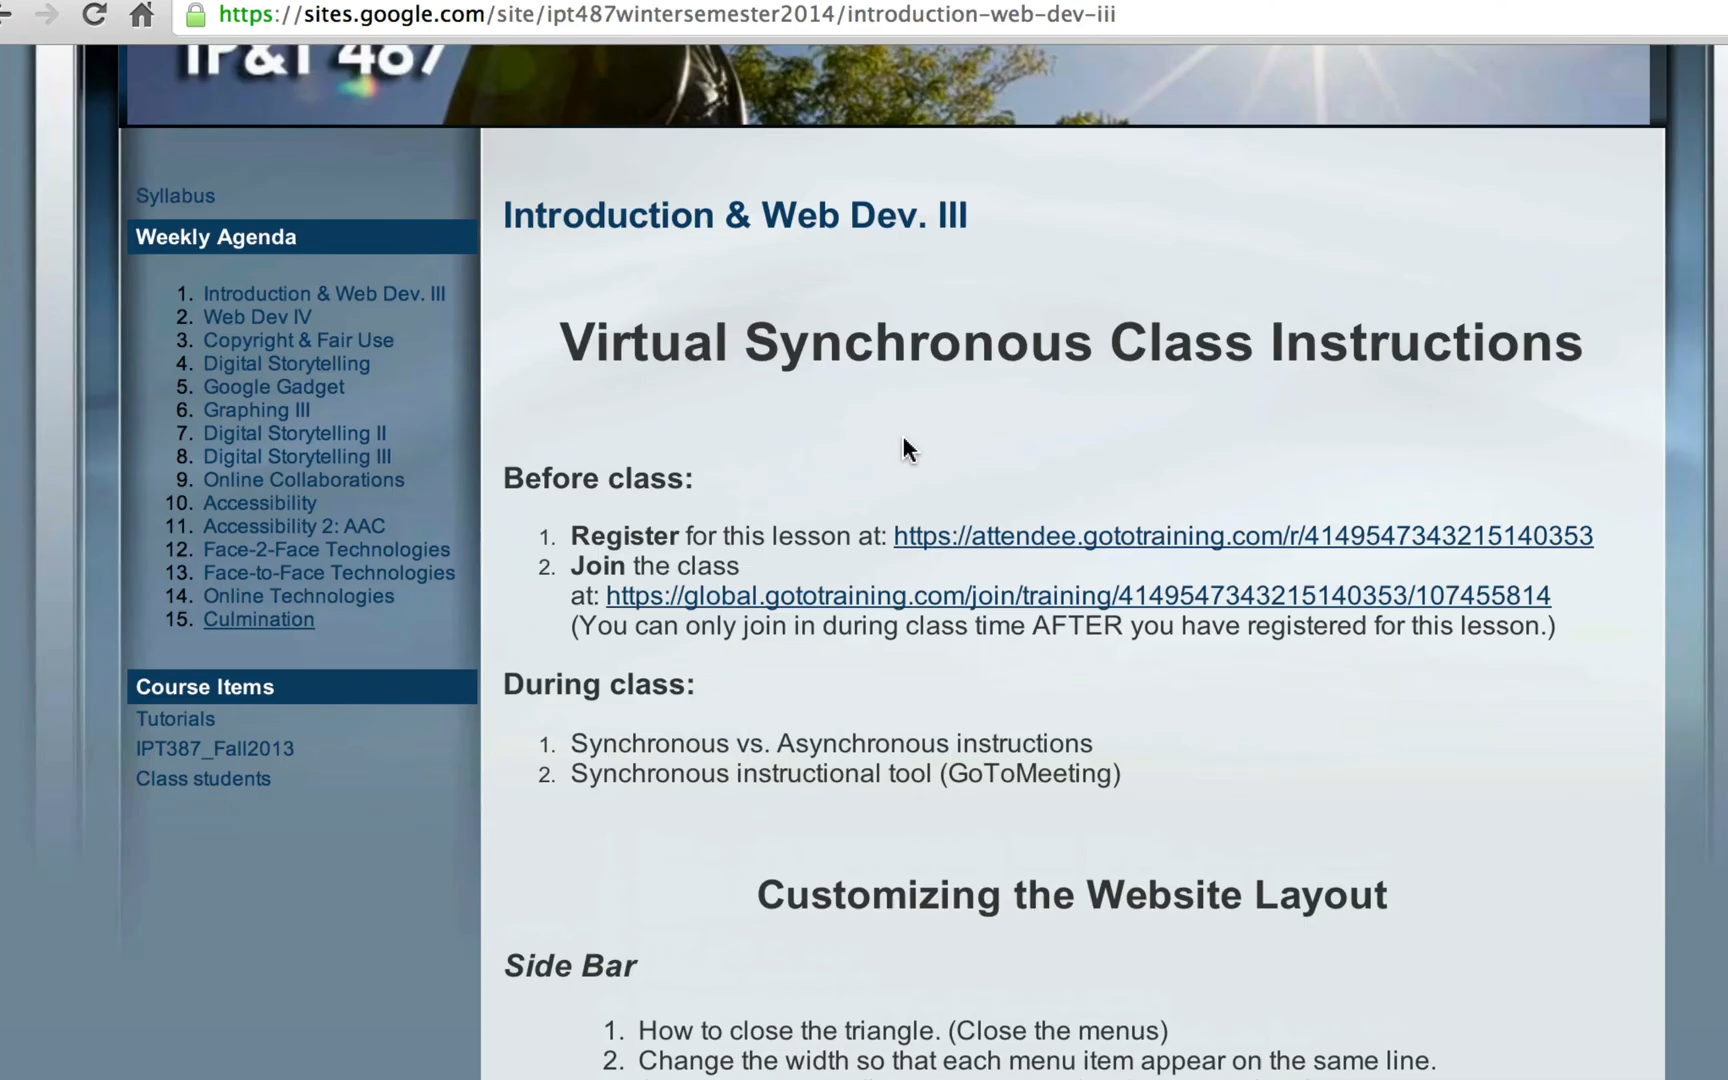 https://sites.google.com/site/ipt487wintersemester2014/introduction-web-dev-iii
IP&T 487
Syllabus
Weekly Agenda
1. Introduction & Web Dev. III
2. Web Dev IV
3. Copyright & Fair Use
4. Digital Storytelling
5. Google Gadget
6. Graphing III
7. Digital Storytelling II
8. Digital Storytelling III
9. Online Collaborations
10. Accessibility
11. Accessibility 2: AAC
12. Face-2-Face Technologies
13. Face-to-Face Technologies
14. Online Technologies
15. Culmination
Course Items
Tutorials
IPT387_Fall2013
Class students
Introduction & Web Dev. III
Virtual Synchronous Class Instructions
Before class:
1. Register for this lesson at: https://attendee.gototraining.com/r/4149547343215140353
2. Join the class
at: https://global.gototraining.com/join/training/4149547343215140353/107455814
(You can only join in during class time AFTER you have registered for this lesson.)
During class:
1. Synchronous vs. Asynchronous instructions
2. Synchronous instructional tool (GoToMeeting)
Customizing the Website Layout
Side Bar
1. How to close the triangle. (Close the menus)
2. Change the width so that each menu item appear on the same line.